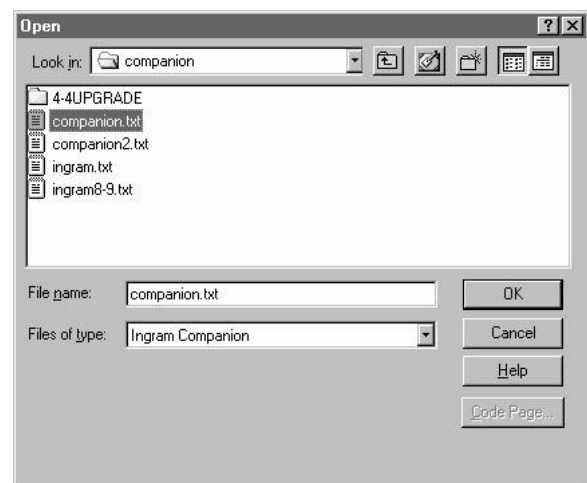 Open
Look in: companion
4-4UPGRADE
companion.txt
companion2.txt
ingram.txt
ingram8-9.txt
File name: companion.txt OK
Files of type: Ingram Companion Cancel
Help
Code Page...